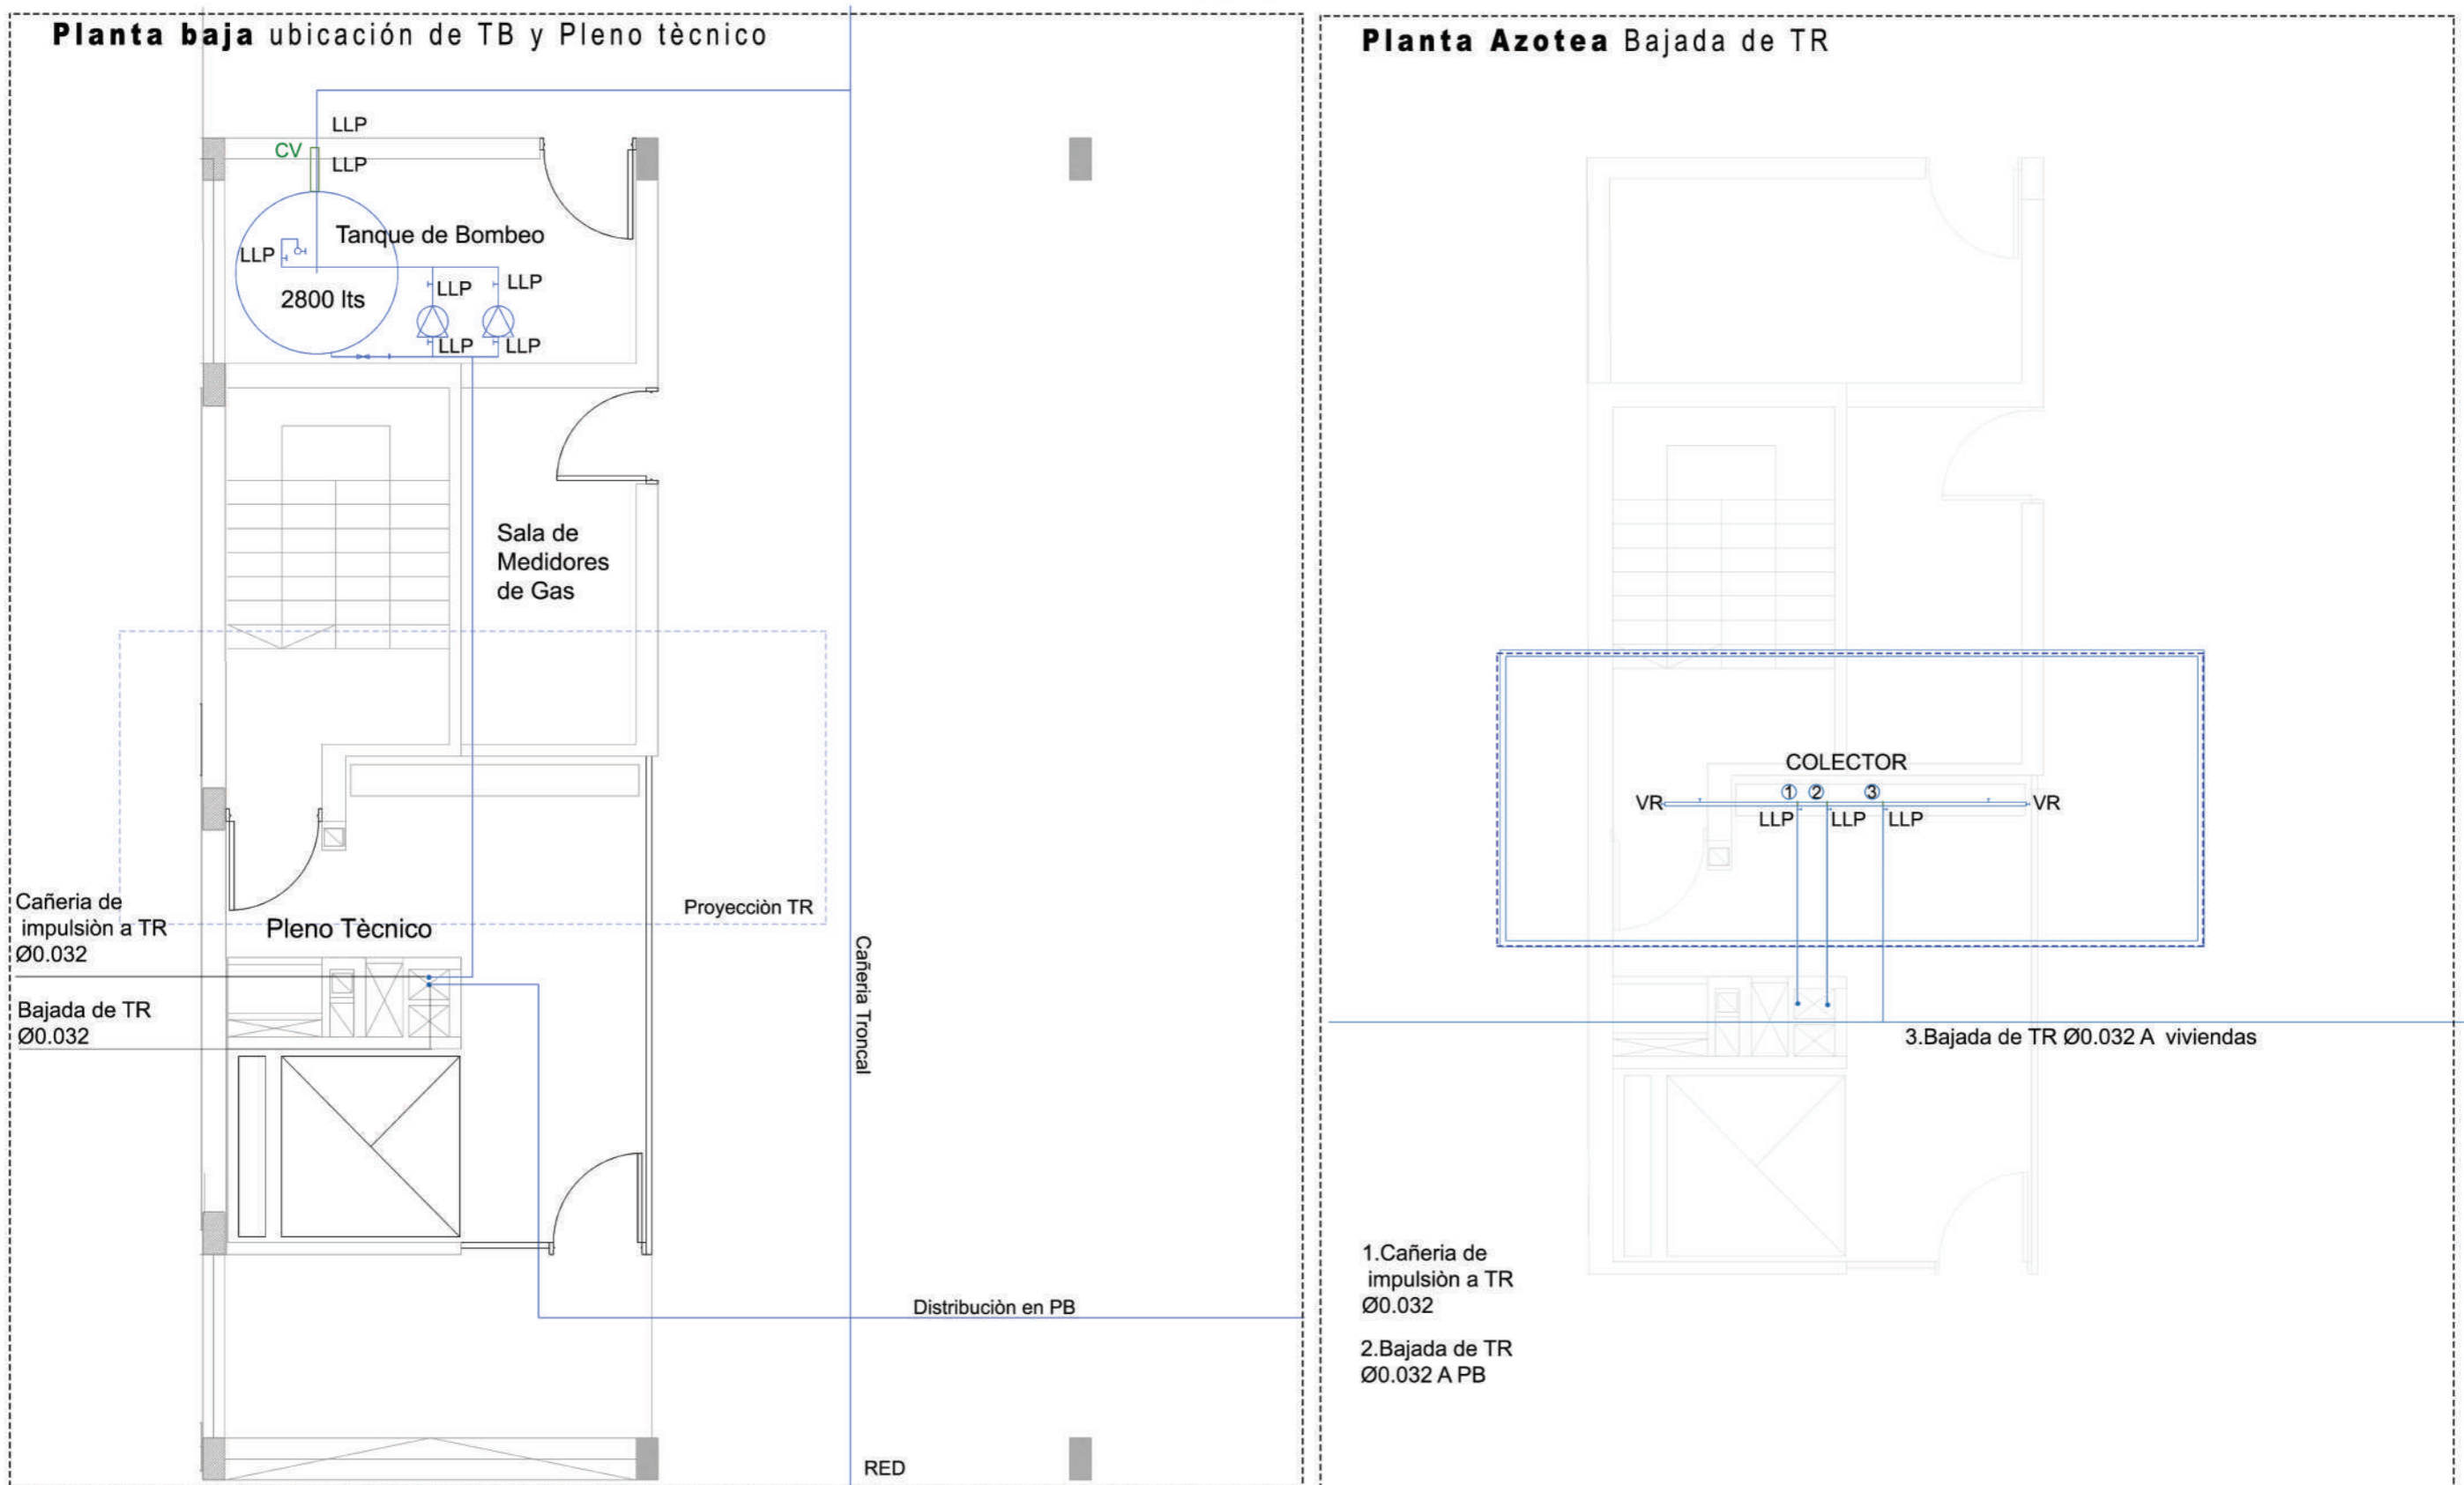 Planta baja ubicación de TB y Pleno tècnico
LLP
CV
LLP
Tanque de Bombeo
LLP
2800 lts
LLP
LLP
LLP
LLP
Sala de
Medidores
de Gas
Proyecciòn TR
Cañeria de
impulsiòn a TR
Ø0.032
Pleno Tècnico
Bajada de TR
Ø0.032
Cañeria Troncal
Distribuciòn en PB
RED
Planta Azotea Bajada de TR
COLECTOR
1 2 3
VR
VR
LLP LLP LLP
3.Bajada de TR Ø0.032 A viviendas
1.Cañeria de
impulsiòn a TR
Ø0.032
2.Bajada de TR
Ø0.032 A PB